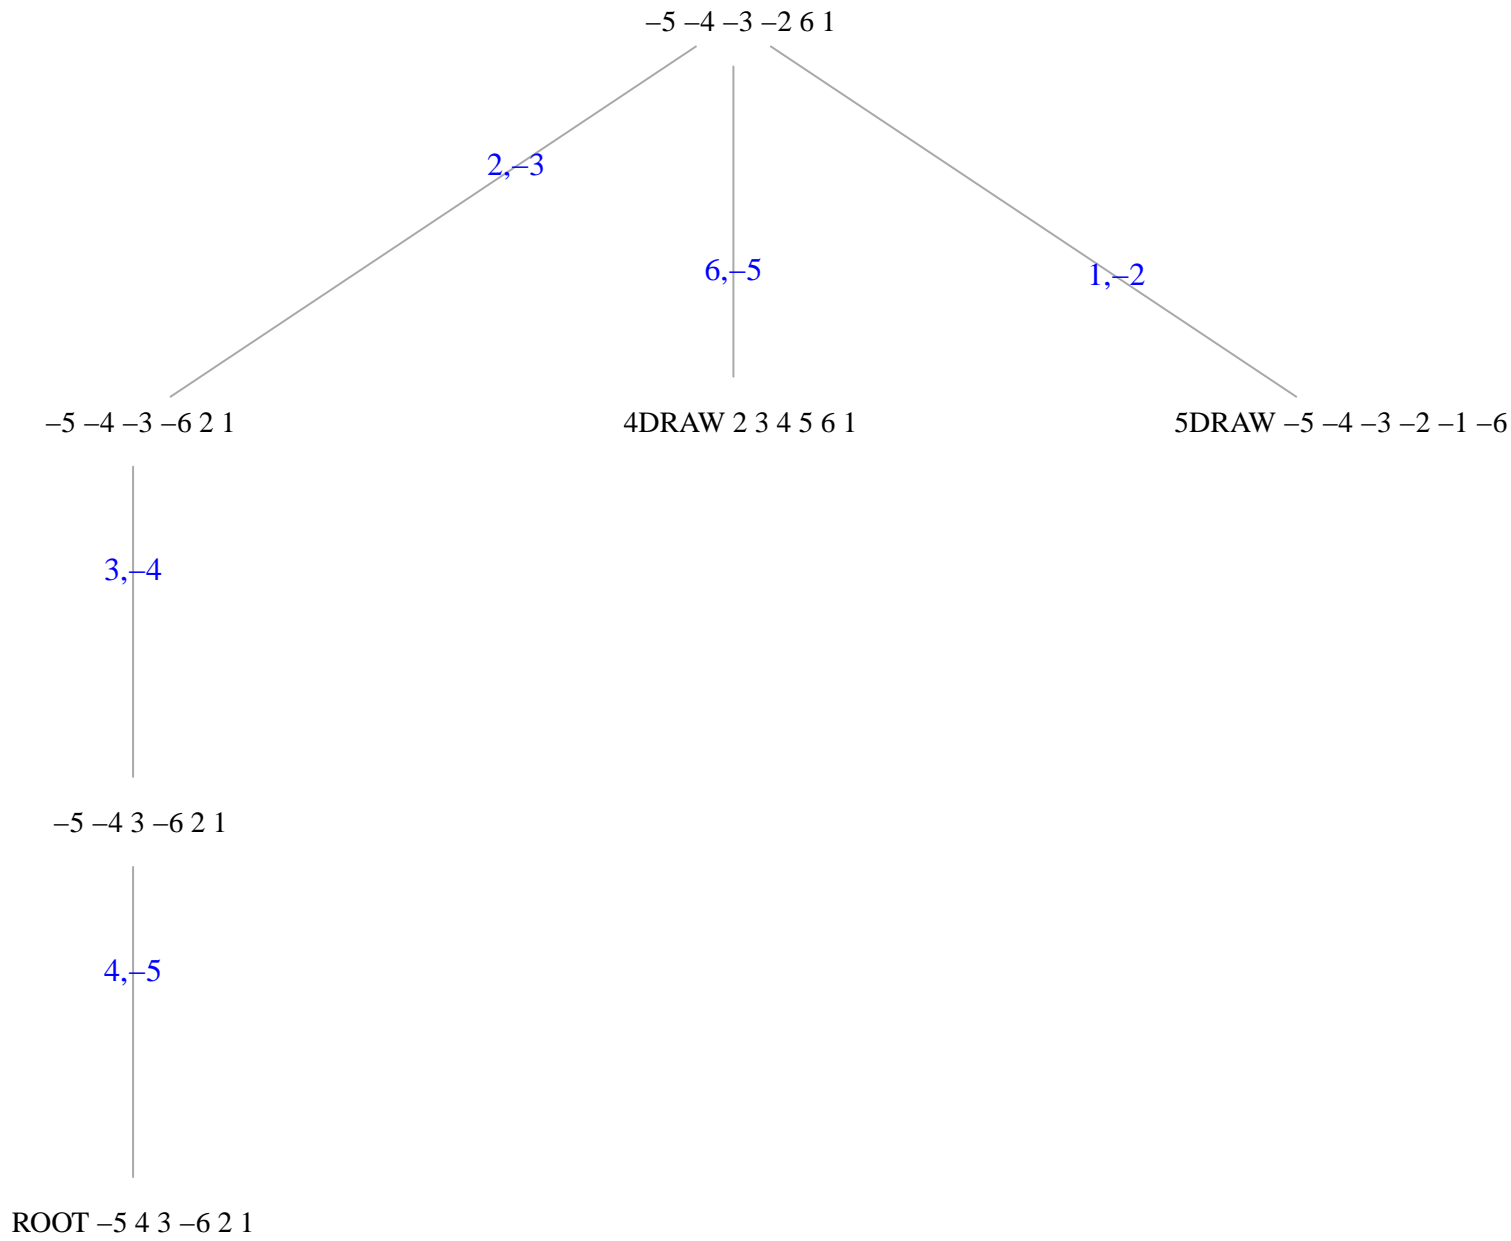 –5 –4 –3 –2 6 1
2,–3
6,–5
1,–2
–5 –4 –3 –6 2 1
4DRAW 2 3 4 5 6 1
5DRAW –5 –4 –3 –2 –1 –6
3,–4
–5 –4 3 –6 2 1
4,–5
ROOT –5 4 3 –6 2 1